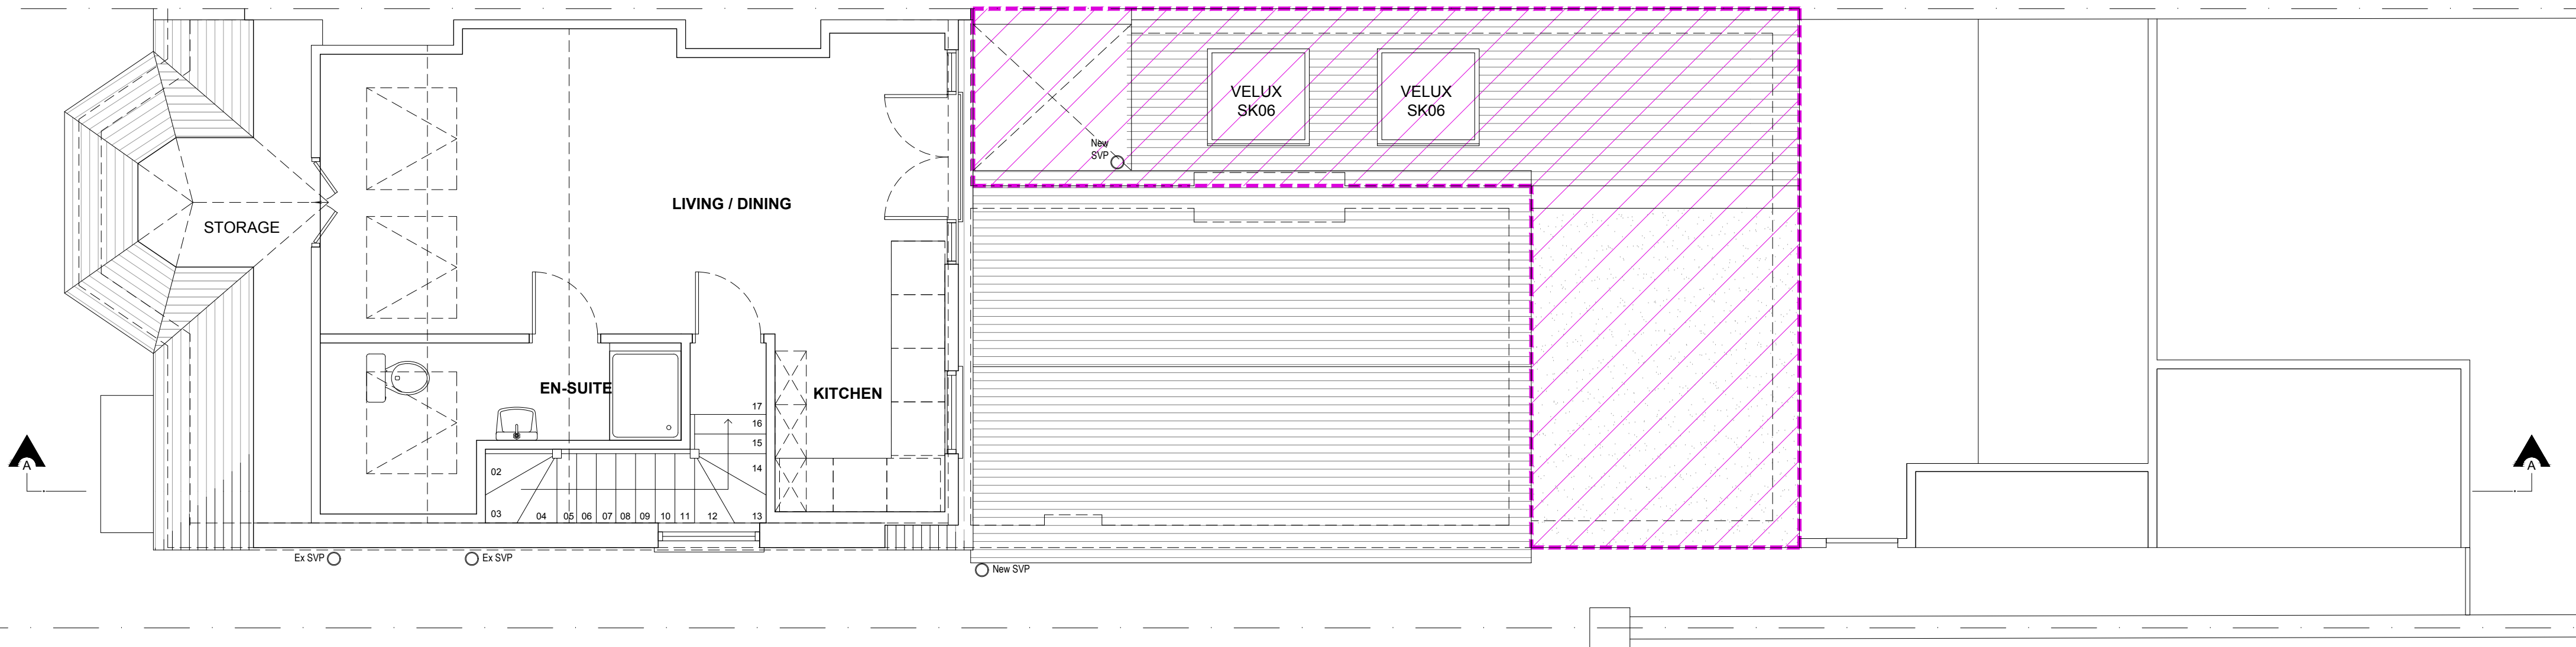 VELUX
SK06
VELUX
SK06
New
SVP
LIVING / DINING
STORAGE
EN-SUITE
KITCHEN
17
16
15
14
02
03
04
05
06
07
08
09
10
11
12
13
A
A
Ex SVP
Ex SVP
New SVP